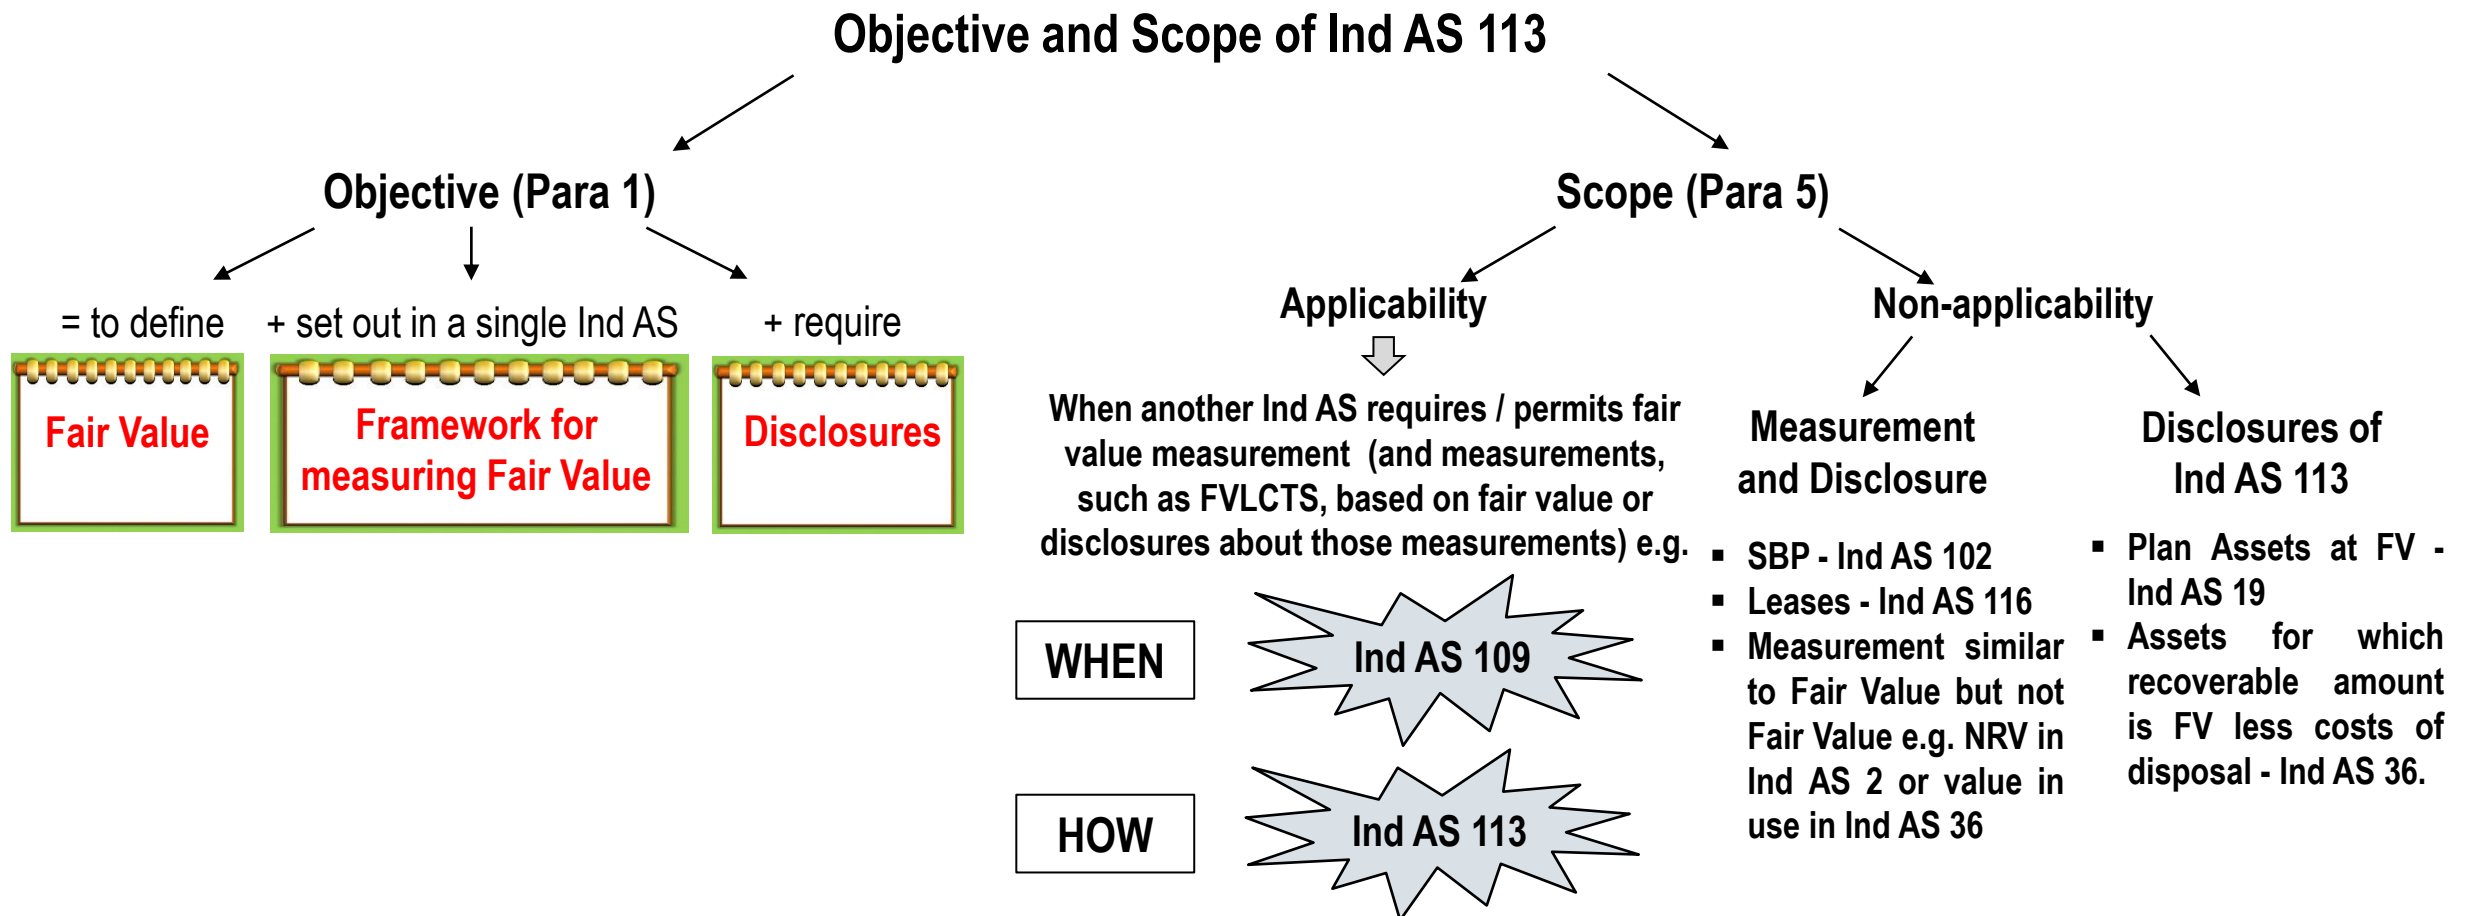 Objective and Scope of Ind AS 113
Objective (Para 1)
= to define
Fair Value
+ set out in a single Ind AS
Framework for
measuring Fair Value
+ require
Disclosures
Scope (Para 5)
Applicability
When another Ind AS requires / permits fair
value measurement (and measurements,
such as FVLCTS, based on fair value or
disclosures about those measurements) e.g.
WHEN
Ind AS 109
HOW
Ind AS 113
Non-applicability
Measurement
and Disclosure
▪ SBP - Ind AS 102
▪ Leases - Ind AS 116
▪ Measurement similar
to Fair Value but not
Fair Value e.g. NRV in
Ind AS 2 or value in
use in Ind AS 36
Disclosures of
Ind AS 113
▪ Plan Assets at FV -
Ind AS 19
▪ Assets for which
recoverable amount
is FV less costs of
disposal - Ind AS 36.